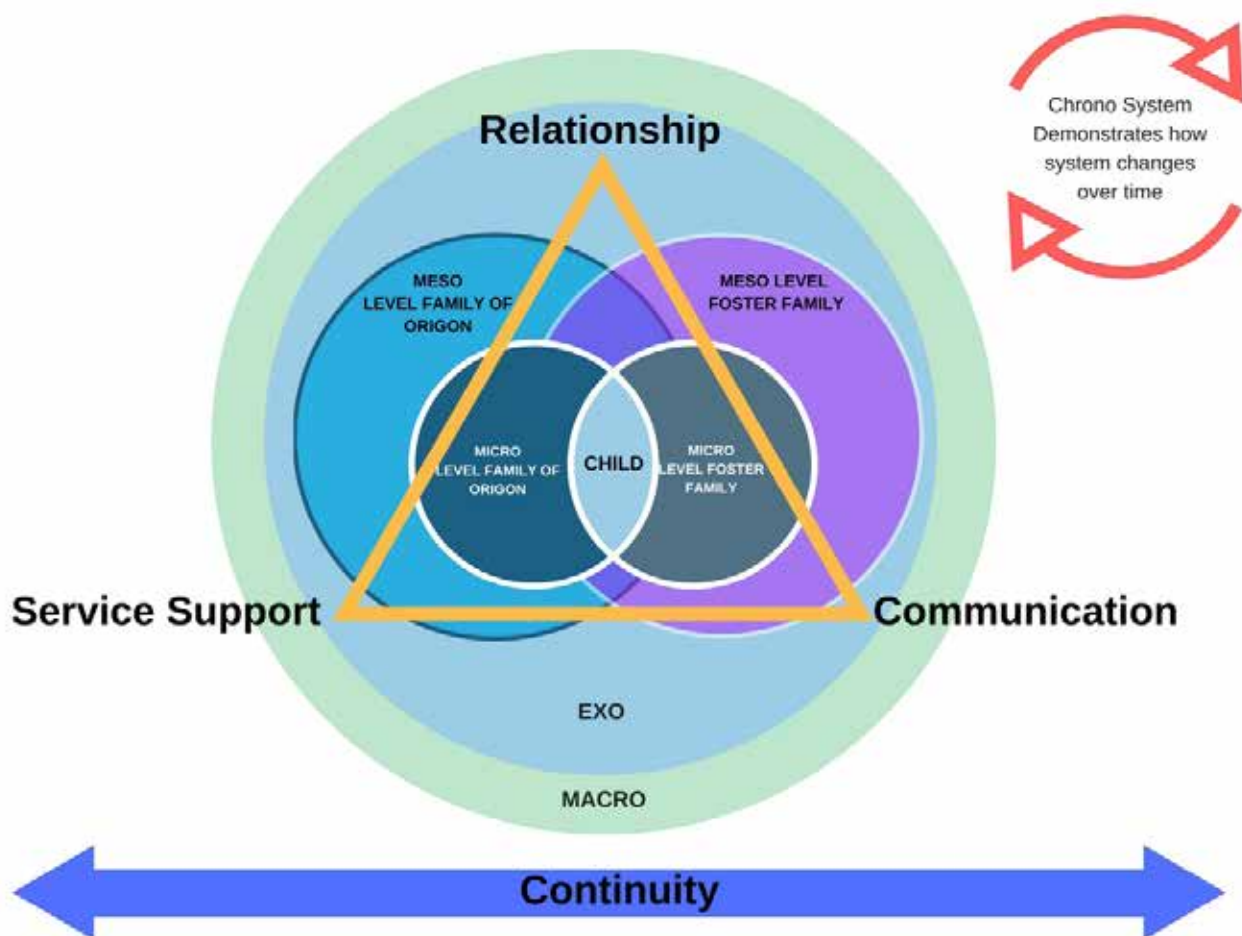 Chrono System
Demonstrates how
system changes
over time
Relationship
MESO
LEVEL FAMILY OF
ORIGON
MESO LEVEL
FOSTER FAMILY
MICRO
LEVEL FAMILY OF
ORIGON
CHILD
MICRO
LEVEL FOSTER
FAMILY
Service Support
Communication
EXO
MACRO
Continuity